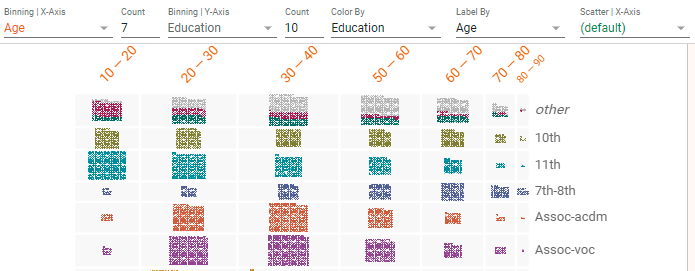 Binning | X-Axis Count Binning | Y-Axis Count Color By Label By Scatter | X-Axis
Age 7 Education 10 Education Age (default)
10 – 20 20 – 30 30 – 40 50 – 60 60 – 70 70 – 80 80 – 90
other
10th
11th
7th-8th
Assoc-acdm
Assoc-voc